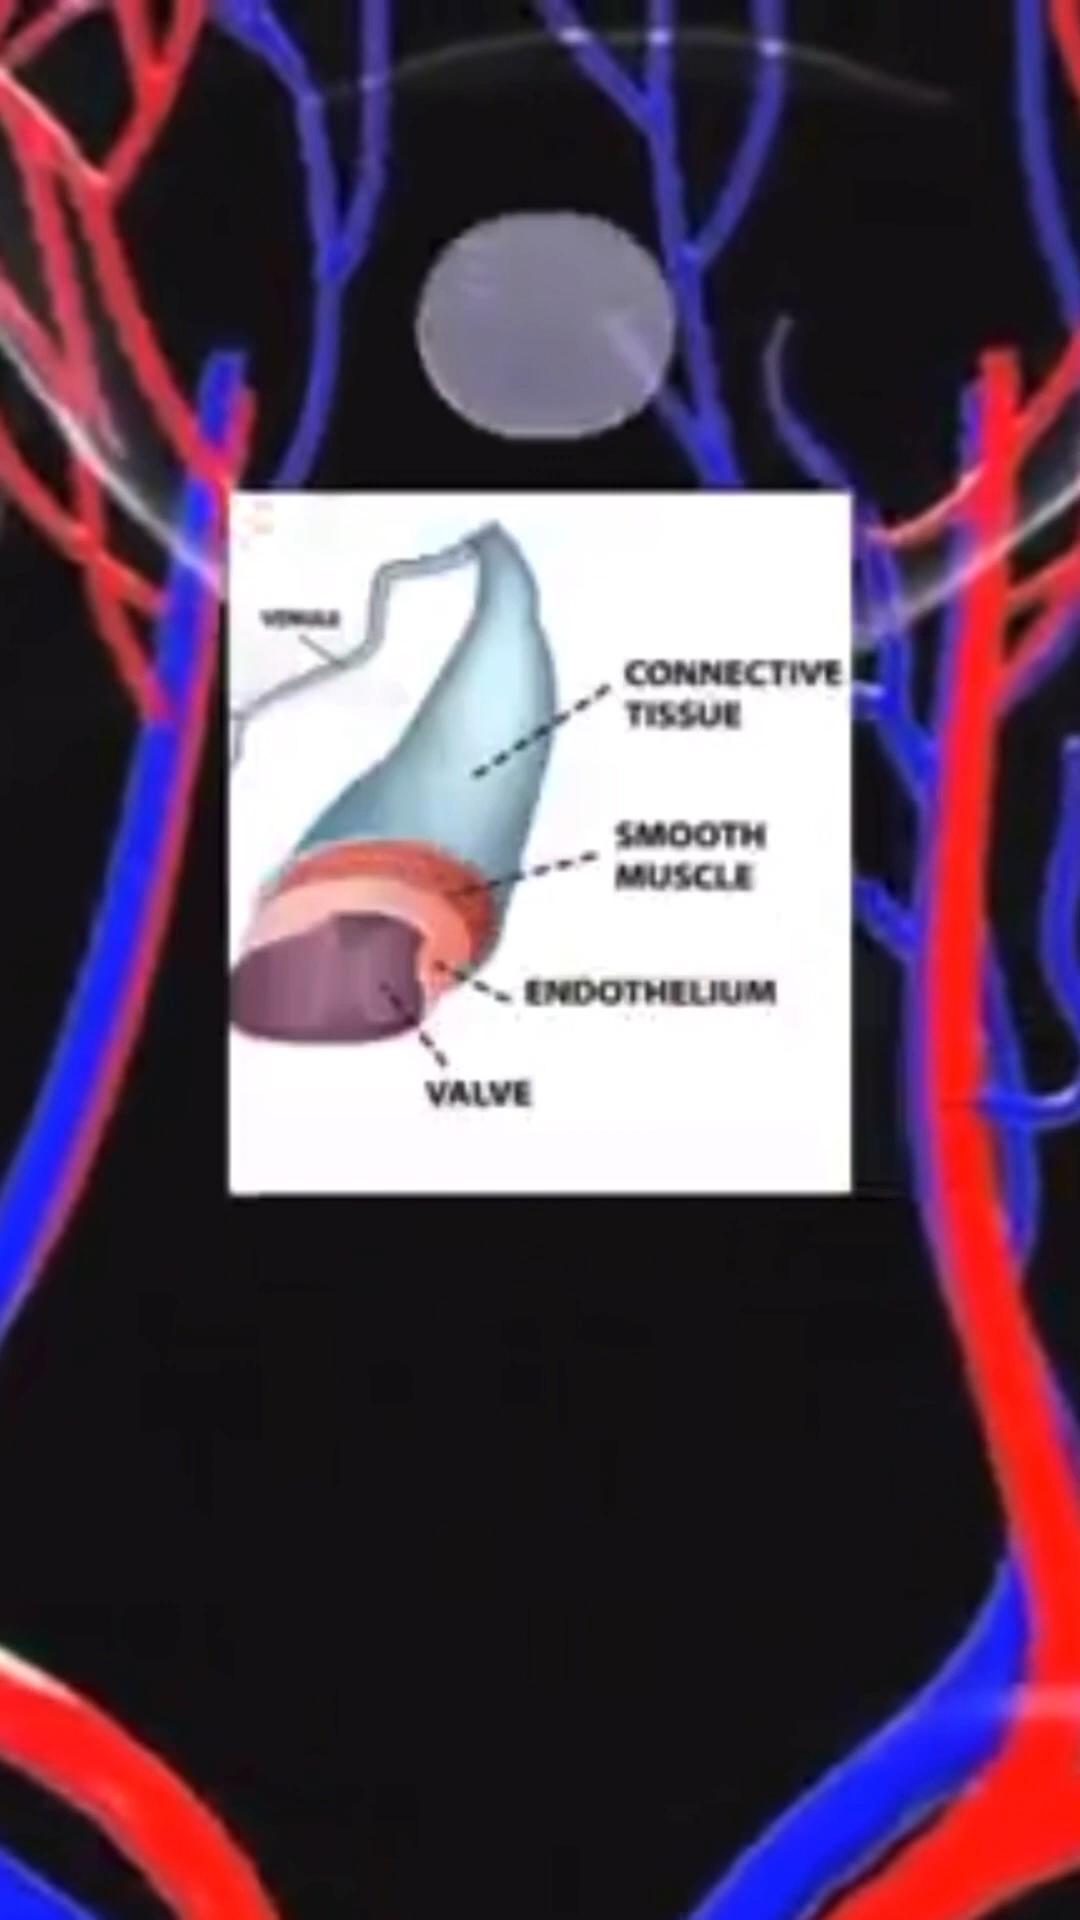 VENULE
CONNECTIVE
TISSUE
SMOOTH
MUSCLE
ENDOTHELIUM
VALVE